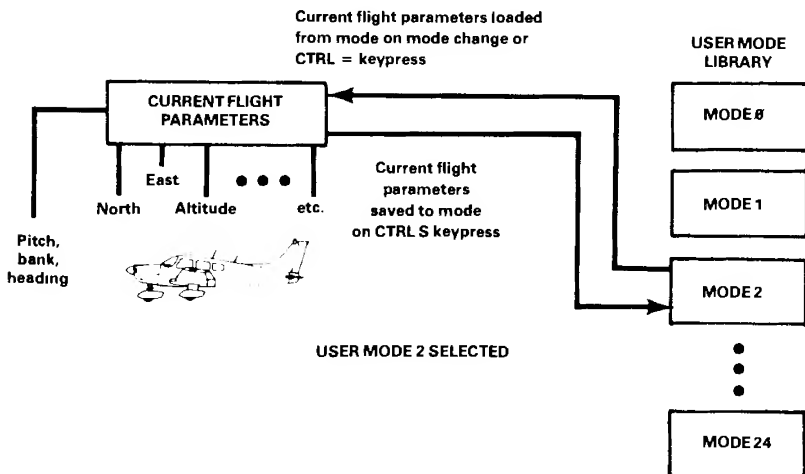 Current flight parameters loaded
from mode on mode change or
CTRL = keypress
USER MODE
LIBRARY
CURRENT FLIGHT
PARAMETERS
MODE 0
East
North
Altitude
etc.
Current flight
parameters
saved to mode
on CTRL S keypress
MODE 1
Pitch,
bank,
heading
MODE 2
USER MODE 2 SELECTED
MODE 24